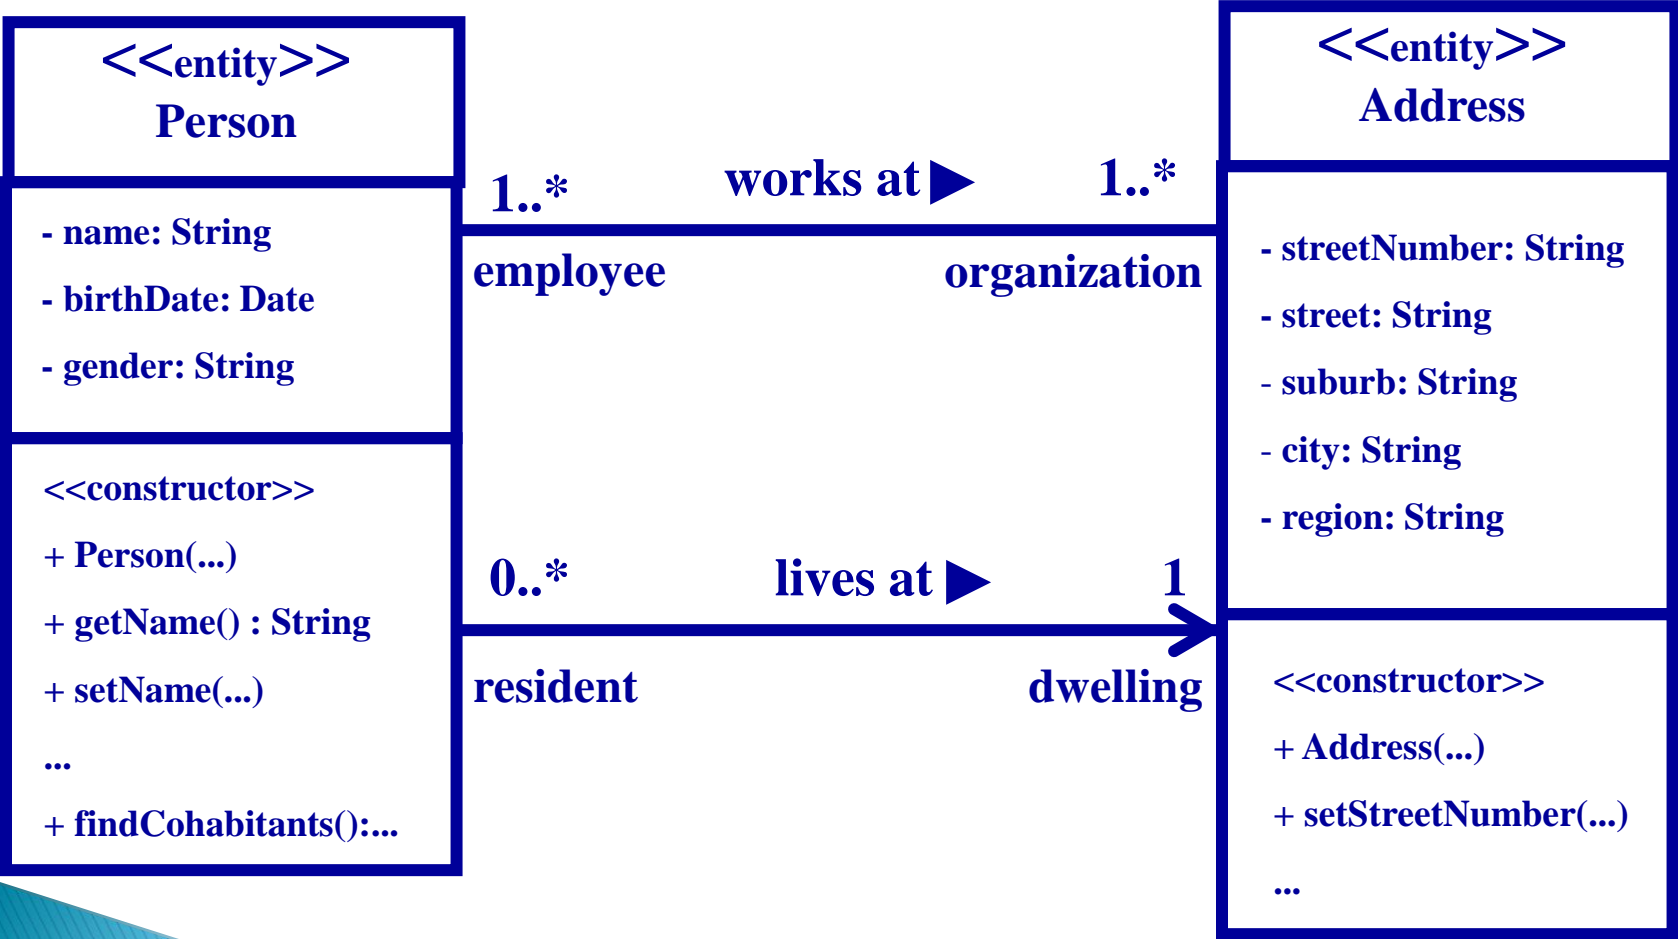 <<entity>>
Person
- name: String
- birthDate: Date
- gender: String
<<constructor>>
+ Person(...)
+ getName() : String
+ setName(...)
...
+ findCohabitants():...
1..*
works at ▶
1..*
employee
organization
0..*
lives at ▶
1
resident
dwelling
<<entity>>
Address
- streetNumber: String
- street: String
- suburb: String
- city: String
- region: String
<<constructor>>
+ Address(...)
+ setStreetNumber(...)
...